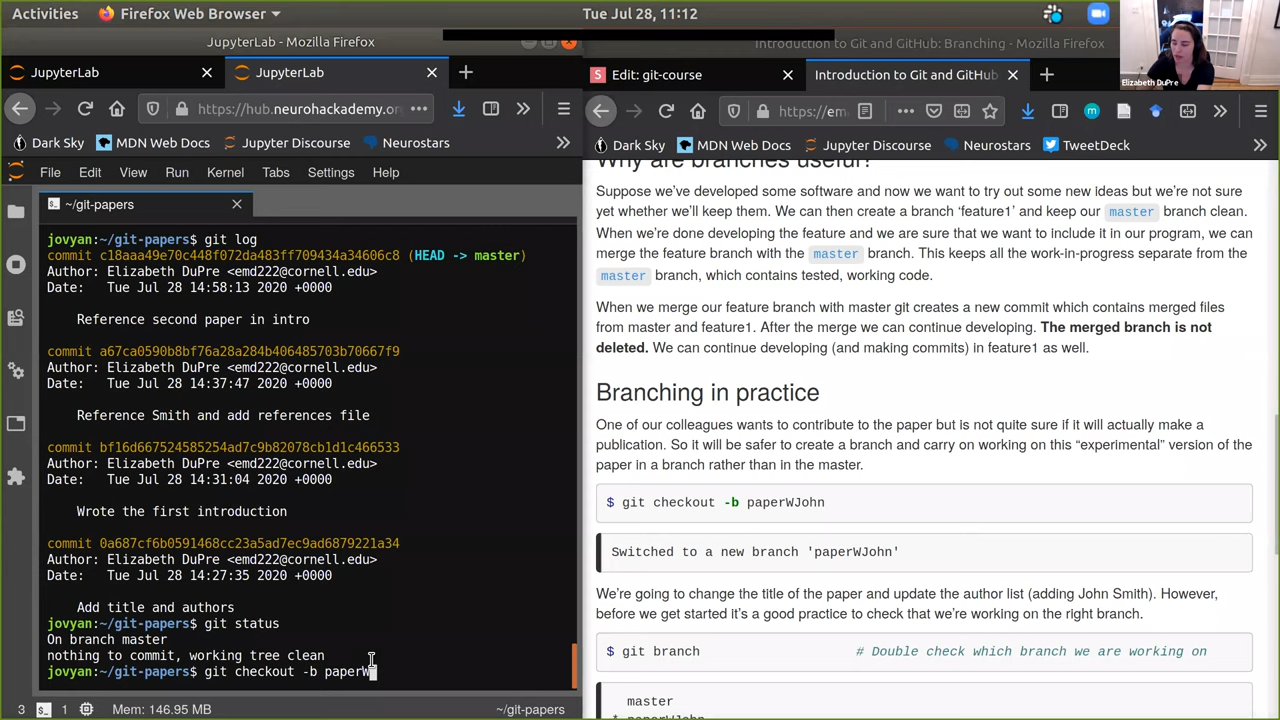 Activities
Firefox Web Browser
Tue Jul 28, 11:12
JupyterLab - Mozilla Firefox
Introduction to Git and GitHub: Branching - Mozilla Firefox
Elizabeth DuPre
JupyterLab
JupyterLab
S
Edit: git-course
Introduction to Git and GitHub
https://hub.neurohackademy.or
https://em
m
Dark Sky
MDN Web Docs
Jupyter Discourse
Neurostars
Dark Sky
MDN Web Docs
Jupyter Discourse
Neurostars
TweetDeck
File Edit View Run Kernel Tabs Settings Help
~/git-papers
jovyan:~/git-papers$ git log
commit c18aaa49e70c448f072da483ff709434a34606c8 (HEAD -> master)
Author: Elizabeth DuPre <emd222@cornell.edu>
Date: Tue Jul 28 14:58:13 2020 +0000
Reference second paper in intro
commit a67ca0590b8bf76a28a284b406485703b70667f9
Author: Elizabeth DuPre <emd222@cornell.edu>
Date: Tue Jul 28 14:37:47 2020 +0000
Reference Smith and add references file
commit bf16d667524585254ad7c9b82078cb1d1c466533
Author: Elizabeth DuPre <emd222@cornell.edu>
Date: Tue Jul 28 14:31:04 2020 +0000
Wrote the first introduction
commit 0a687cf6b0591468cc23a5ad7ec9ad6879221a34
Author: Elizabeth DuPre <emd222@cornell.edu>
Date: Tue Jul 28 14:27:35 2020 +0000
Add title and authors
jovyan:~/git-papers$ git status
On branch master
nothing to commit, working tree clean
jovyan:~/git-papers$ git checkout -b paperW
3
1
Mem: 146.95 MB
~/git-papers
Why are branches useful?
Suppose we've developed some software and now we want to try out some new ideas but we're not sure
yet whether we'll keep them. We can then create a branch 'feature1' and keep our master branch clean.
When we're done developing the feature and we are sure that we want to include it in our program, we can
merge the feature branch with the master branch. This keeps all the work-in-progress separate from the
master branch, which contains tested, working code.
When we merge our feature branch with master git creates a new commit which contains merged files
from master and feature1. After the merge we can continue developing. The merged branch is not
deleted. We can continue developing (and making commits) in feature1 as well.
Branching in practice
One of our colleagues wants to contribute to the paper but is not quite sure if it will actually make a
publication. So it will be safer to create a branch and carry on working on this “experimental” version of the
paper in a branch rather than in the master.
$ git checkout -b paperWJohn
Switched to a new branch 'paperWJohn'
We're going to change the title of the paper and update the author list (adding John Smith). However,
before we get started it's a good practice to check that we're working on the right branch.
$ git branch # Double check which branch we are working on
master
* paperWJohn